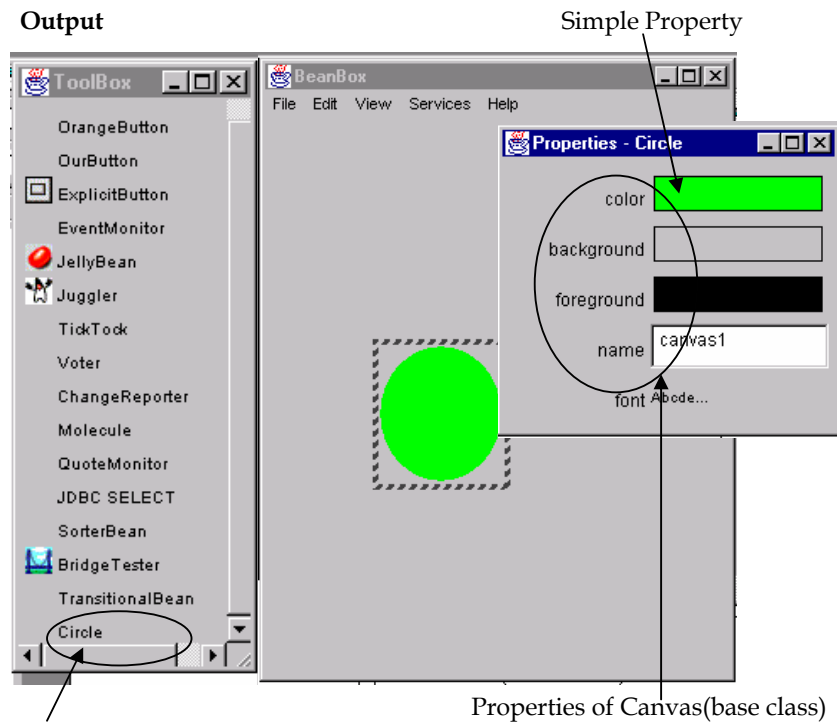 Output
Simple Property
ToolBox
OrangeButton
OurButton
ExplicitButton
EventMonitor
JellyBean
Juggler
TickTock
Voter
ChangeReporter
Molecule
QuoteMonitor
JDBC SELECT
SorterBean
BridgeTester
TransitionalBean
Circle
BeanBox
File Edit View Services Help
Properties - Circle
color
background
foreground
name canvas1
font Abcde...
Properties of Canvas(base class)